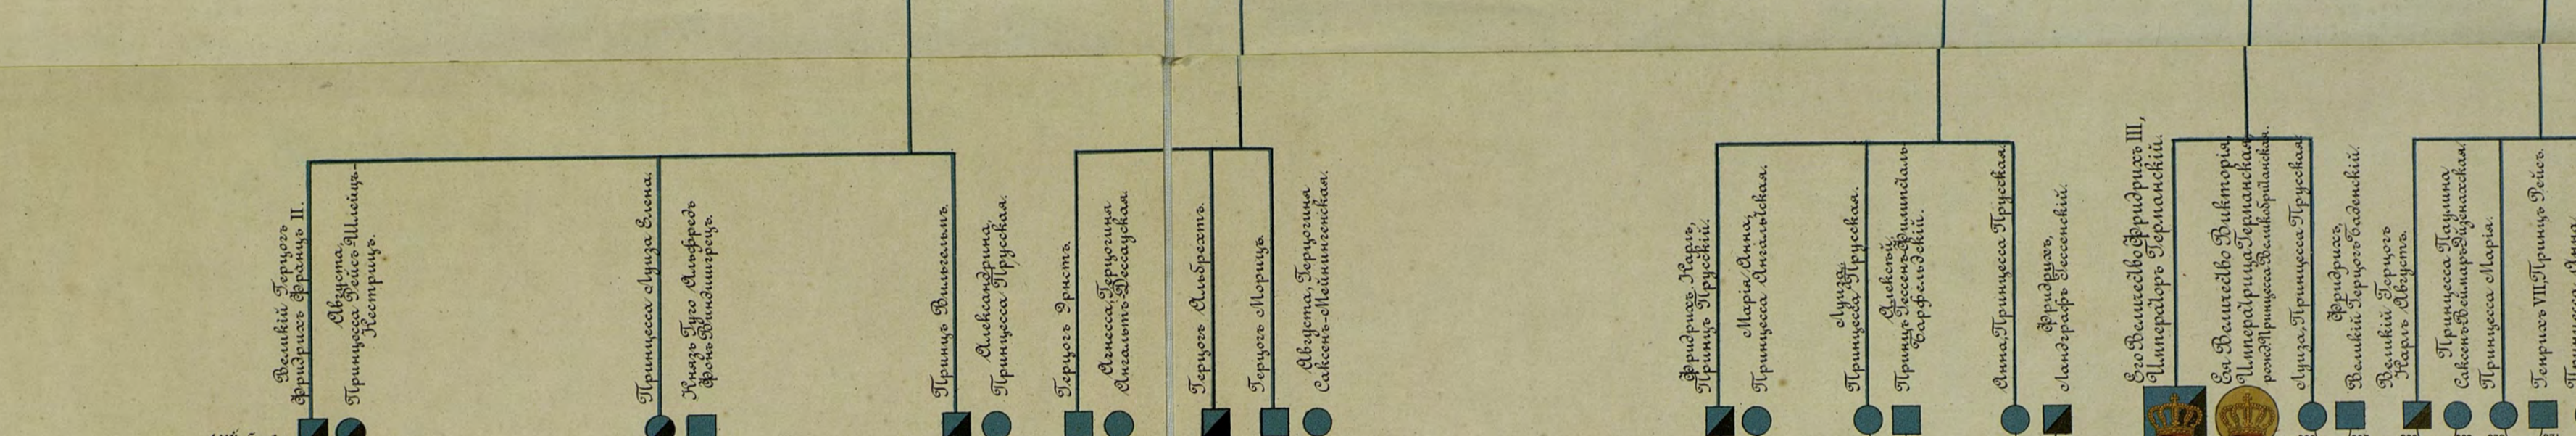 Великій Герцогъ
Фридрихъ Францъ II.
Августа,
Принцесса Рейсъ-Шлейцъ-
Кестрицъ.
Принцесса Луиза Елена.
Князь Гуго Альфредъ
фонъ Виндишгрецъ.
Принцъ Вильгельмъ.
Александрина,
Принцесса Прусская.
Герцогъ Эрнстъ.
Агнесса, Герцогиня
Ангальтъ-Дессауская
Герцогъ Альбрехтъ.
Герцогъ Морицъ.
Августа, Герцогиня
Саксенъ-Мейнингенская.
Фридрихъ Карлъ,
Принцъ Прусскій.
Марія Анна,
Принцесса Ангальтская.
Луиза,
Принцесса Прусская.
Алексѣй,
Принцъ Гессенъ-Филипсталь-
Барфельдскій.
Анна, Принцесса Прусская.
Фридрихъ,
Ландграфъ Гессенскій.
Его Величество Фридрихъ III,
Императоръ Германскій.
Ея Величество Викторія,
Императрица Германская,
рожд. Принцесса Великобританская.
Луиза, Принцесса Прусская
Фридрихъ,
Великій Герцогъ Баденскій.
Великій Герцогъ
Карлъ Августъ.
Принцесса Паулина
Саксенъ Веймаръ Эйзенахская.
Принцесса Марія.
Генрихъ VII, Принцъ Рейсъ.